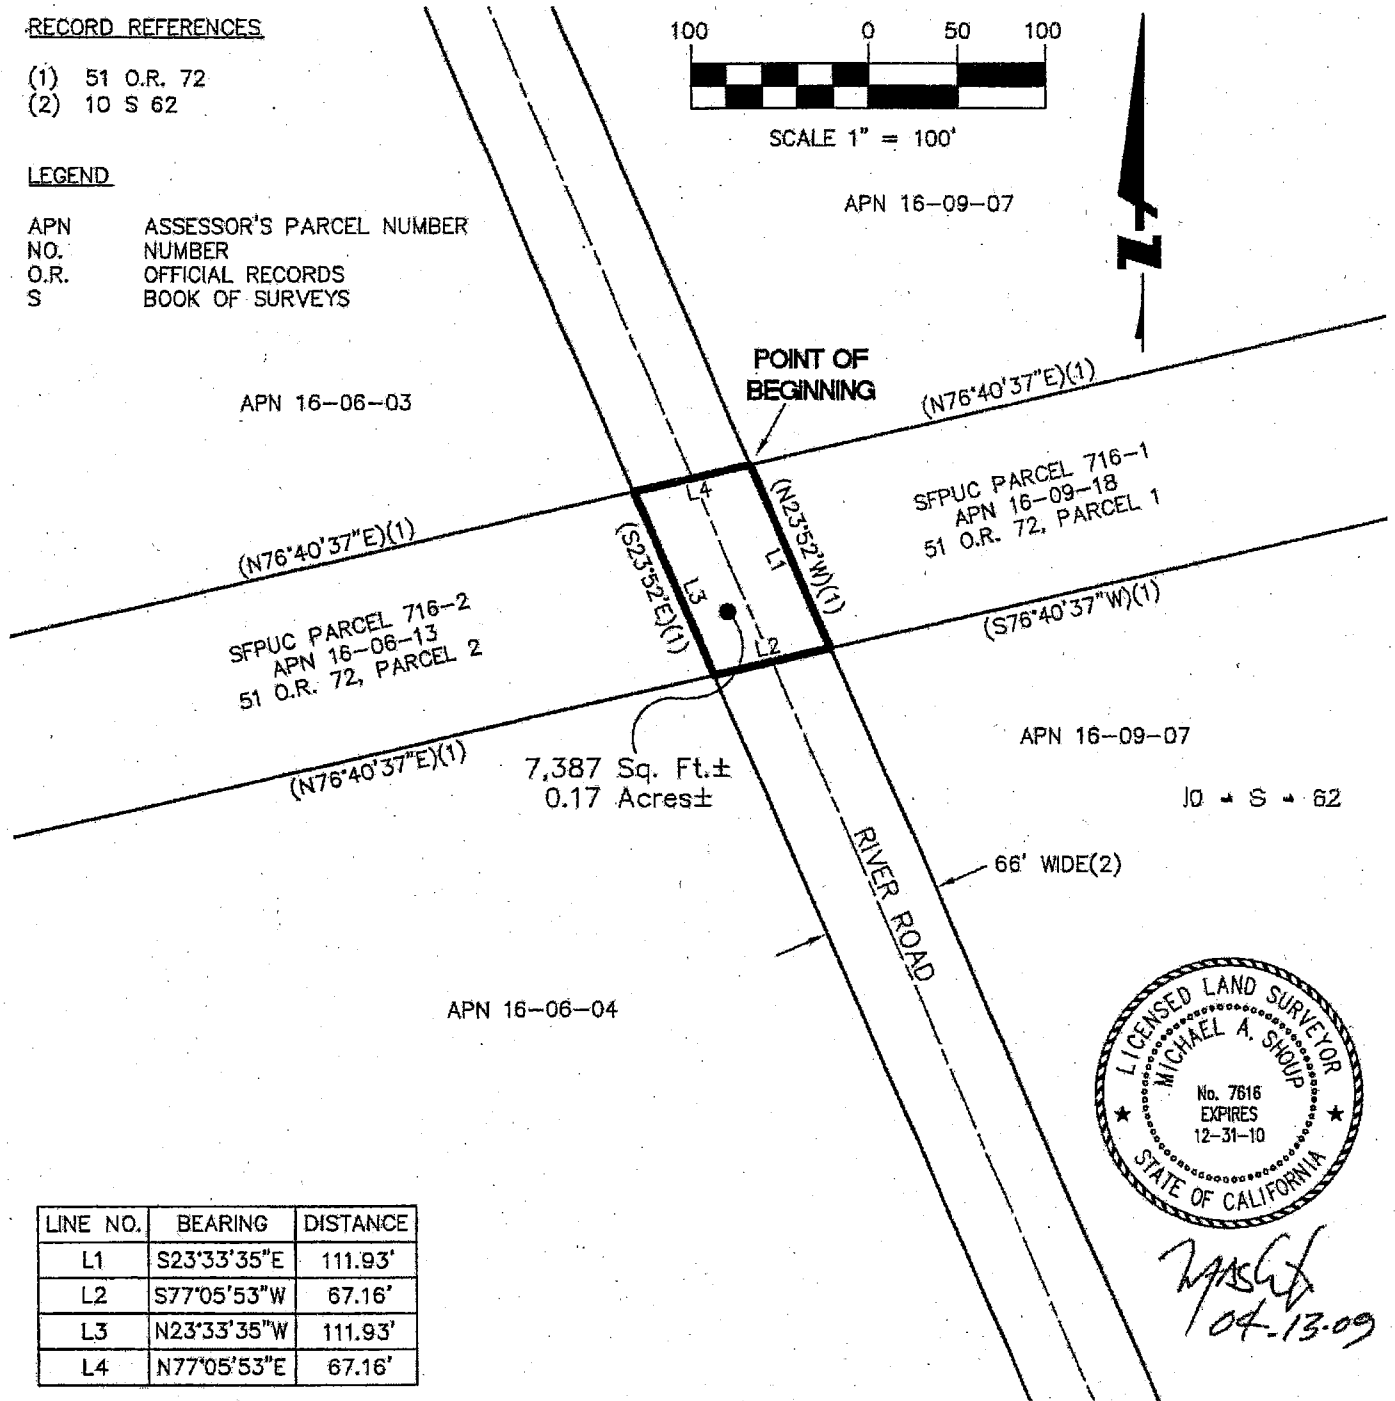 RECORD REFERENCES
(1) 51 O.R. 72
(2) 10 S 62
LEGEND
APN ASSESSOR'S PARCEL NUMBER
NO. NUMBER
O.R. OFFICIAL RECORDS
S BOOK OF SURVEYS
100 0 50 100
SCALE 1" = 100'
APN 16-09-07
POINT OF
BEGINNING
(N76°40'37"E)(1)
APN 16-06-03
SFPUC PARCEL 716-1
APN 16-09-18
51 O.R. 72, PARCEL 1
L4
(N23°52'W)(1)
L1
(N76°40'37"E)(1)
(S23°52'E)(1)
L3
L2
(S76°40'37"W)(1)
SFPUC PARCEL 716-2
APN 16-06-13
51 O.R. 72, PARCEL 2
(N76°40'37"E)(1)
7,387 Sq. Ft.±
0.17 Acres±
APN 16-09-07
10 - S - 62
RIVER ROAD
66' WIDE(2)
APN 16-06-04
LICENSED LAND SURVEYOR
MICHAEL A. SHOUP
No. 7616
EXPIRES
12-31-10
STATE OF CALIFORNIA
04-13-09
LINE NO. BEARING DISTANCE
L1 S23°33'35"E 111.93'
L2 S77°05'53"W 67.16'
L3 N23°33'35"W 111.93'
L4 N77°05'53"E 67.16'